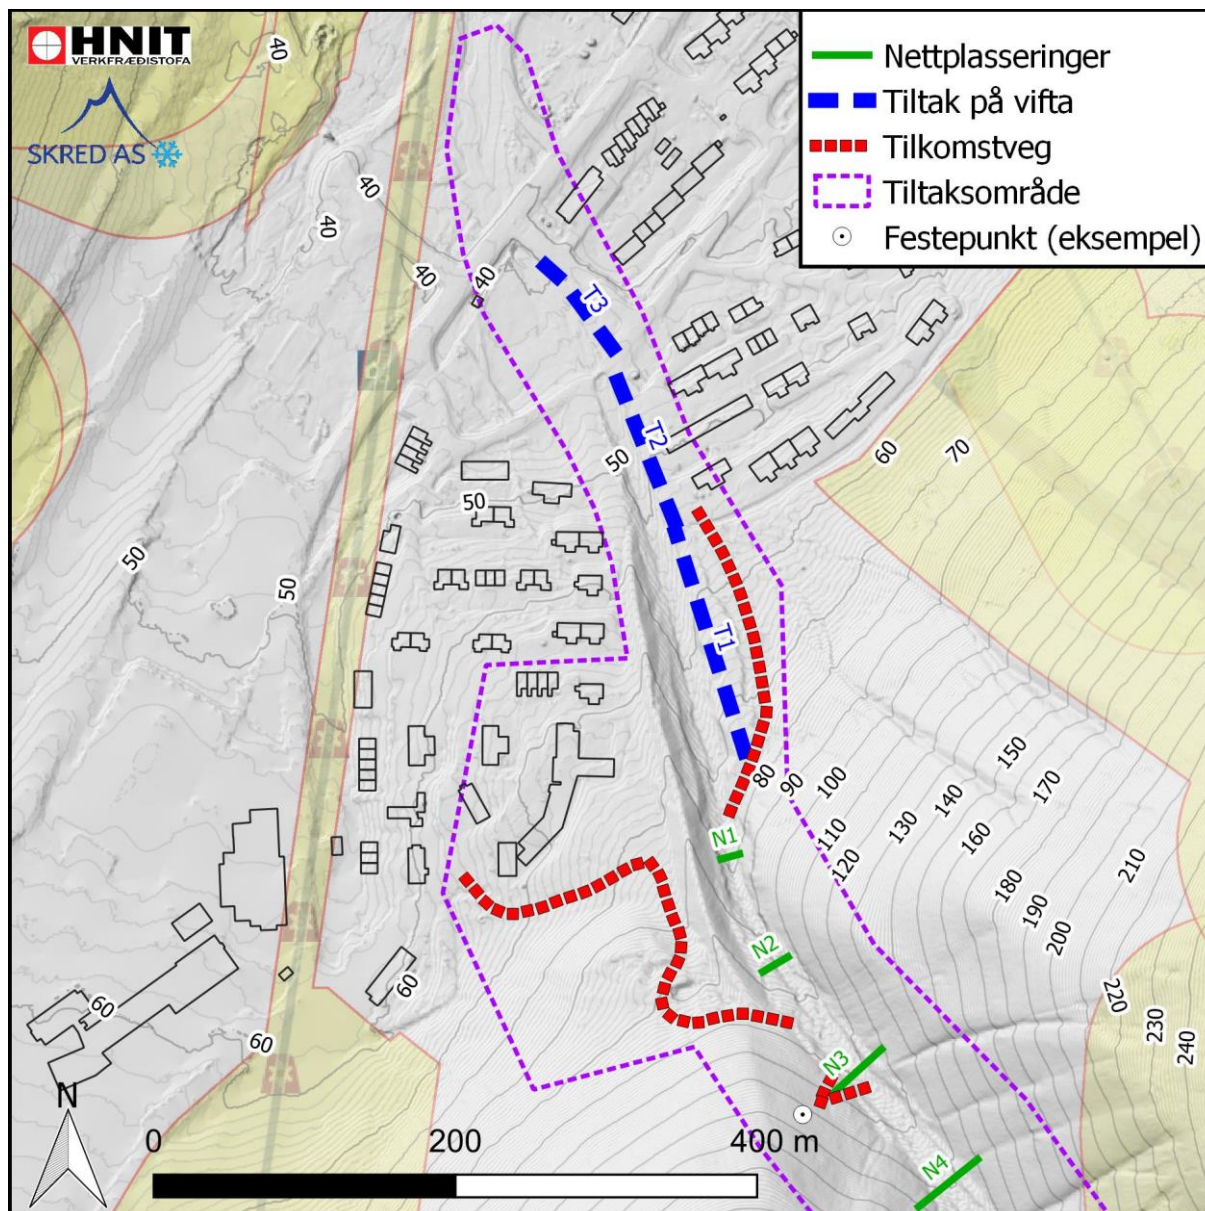 HNIT
VERKFRÆDISTOFA
SKRED AS
Nettplasseringer
Tiltak på vifta
Tilkomstveg
Tiltaksområde
Festepunkt (eksempel)
40
40
40
40
40
T3
T2
50
60
70
50
50
50
T1
80
90
100
150
170
140
130
160
110
120
210
N1
180
190
200
N2
60
60
60
220
230
240
N3
N4
N
0
200
400 m